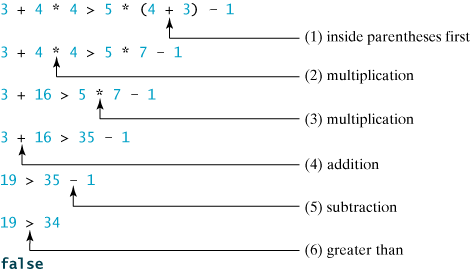 3 + 4 * 4 > 5 * (4 + 3) - 1
(1) inside parentheses first
3 + 4 * 4 > 5 * 7 - 1
(2) multiplication
3 + 16 > 5 * 7 - 1
(3) multiplication
3 + 16 > 35 - 1
(4) addition
19 > 35 - 1
(5) subtraction
19 > 34
(6) greater than
false